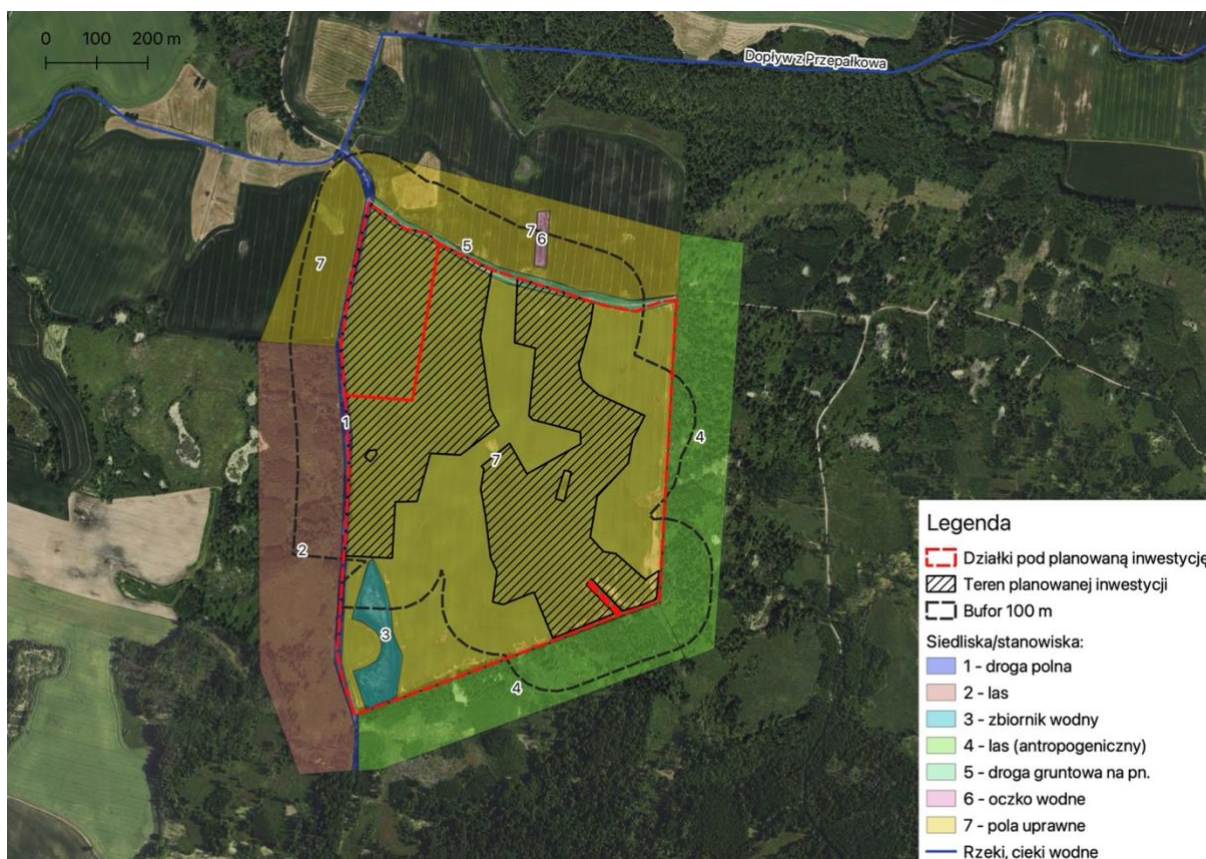 0 100 200 m
Dopływ z Przepałkowa
7
6
5
7
4
1
7
2
3
4
Legenda
Działki pod planowaną inwestycję
Teren planowanej inwestycji
Bufor 100 m
Siedliska/stanowiska:
1 - droga polna
2 - las
3 - zbiornik wodny
4 - las (antropogeniczny)
5 - droga gruntowa na pn.
6 - oczko wodne
7 - pola uprawne
Rzeki, cieki wodne